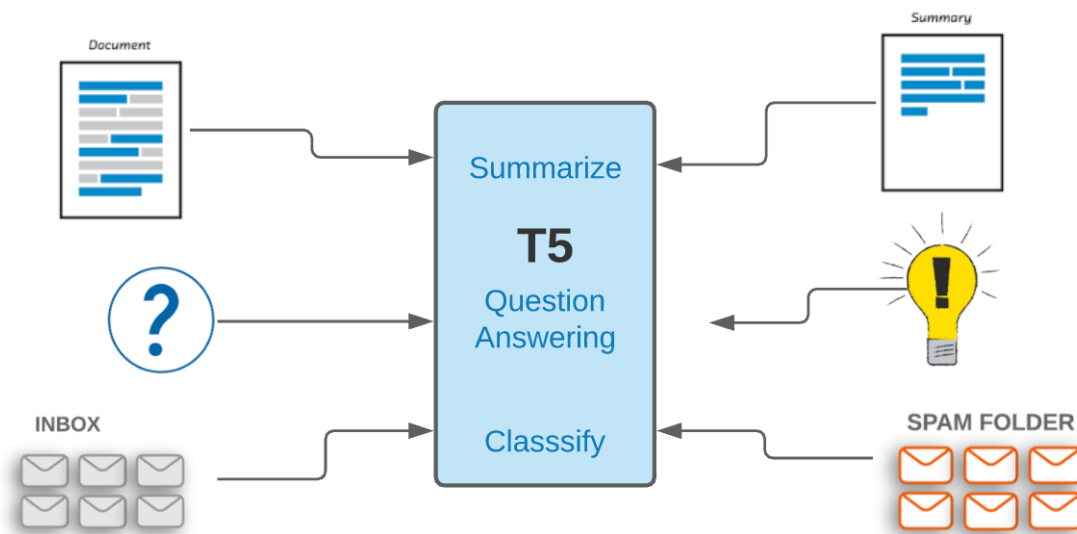 Document
Summary
Summarize
T5
Question
Answering
?
!
INBOX
Classsify
SPAM FOLDER